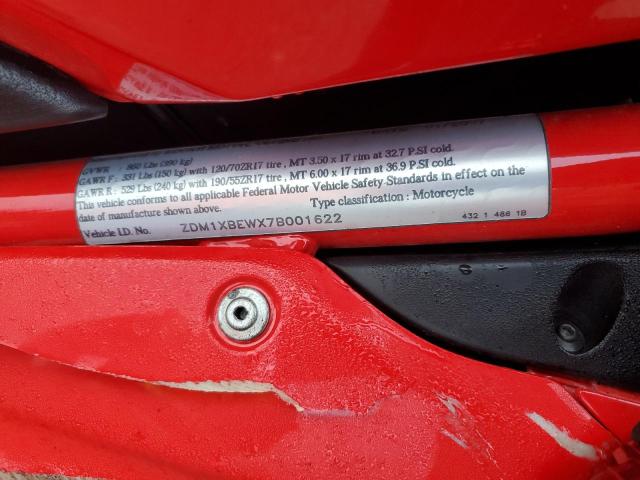 GVWR 860 Lbs (390 kg)
GAWR F: 331 Lbs (150 kg) with 120/70ZR17 tire, MT 3.50 x 17 rim at 32.7 P.SI cold.
GAWR R: 529 Lbs (240 kg) with 190/55ZR17 tire, MT 6.00 x 17 rim at 36.9 P.SI cold.
This vehicle conforms to all applicable Federal Motor Vehicle Safety Standards in effect on the
date of manufacture shown above. Type classification: Motorcycle
Vehicle I.D. No. ZDM1XBEWX7B001622
432 1 486 1B